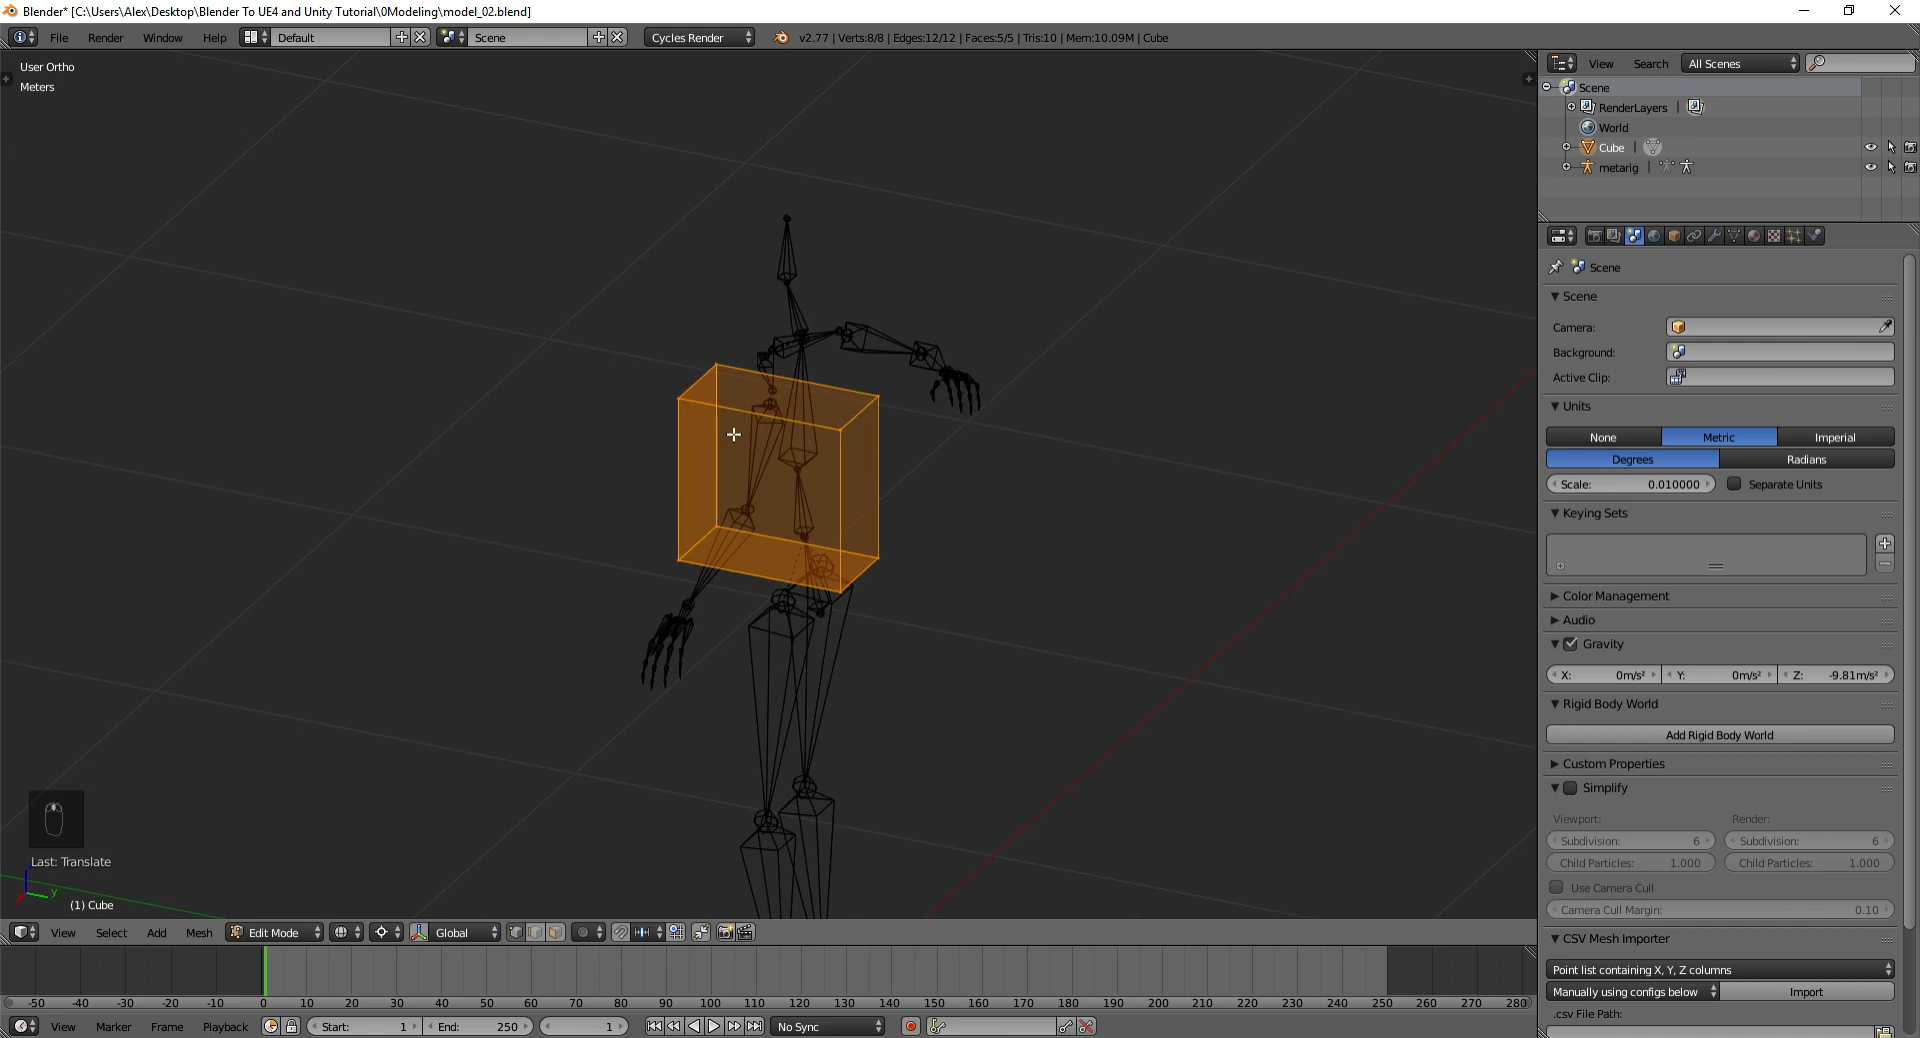 Blender* [C:\Users\Alex\Desktop\Blender To UE4 and Unity Tutorial\0Modeling\model_02.blend]
File Render Window Help Default Scene Cycles Render v2.77 | Verts:8/8 | Edges:12/12 | Faces:5/5 | Tris:10 | Mem:10.09M | Cube
User Ortho
Meters
View Search All Scenes
Scene
RenderLayers |
World
Cube |
metarig |
Scene
Scene
Camera:
Background:
Active Clip:
Units
None Metric Imperial
Degrees Radians
Scale: 0.010000 Separate Units
Keying Sets
Color Management
Audio
Gravity
X: 0m/s² Y: 0m/s² Z: -9.81m/s²
Rigid Body World
Add Rigid Body World
Custom Properties
Simplify
Viewport: Render:
Subdivision: 6 Subdivision: 6
Child Particles: 1.000 Child Particles: 1.000
Use Camera Cull
Camera Cull Margin: 0.10
CSV Mesh Importer
Point list containing X, Y, Z columns
Manually using configs below Import
.csv File Path:
Last: Translate
y
(1) Cube
View Select Add Mesh Edit Mode Global
-50 -40 -30 -20 -10 0 10 20 30 40 50 60 70 80 90 100 110 120 130 140 150 160 170 180 190 200 210 220 230 240 250 260 270 280
View Marker Frame Playback Start: 1 End: 250 1 No Sync